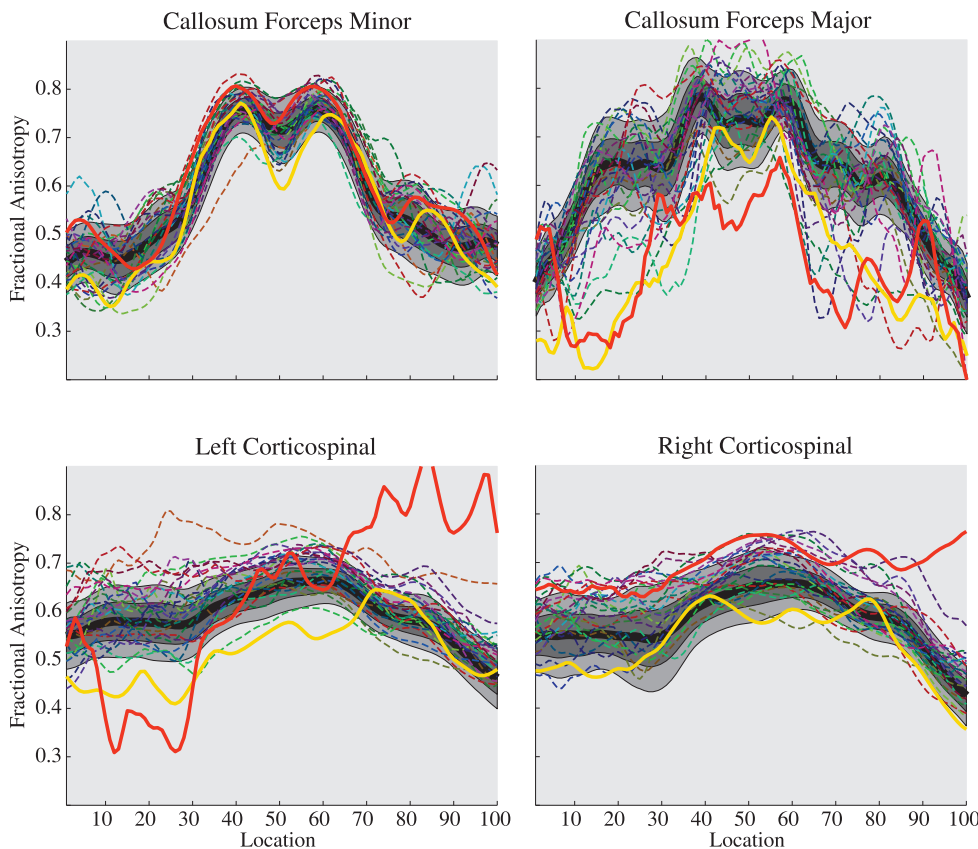 Callosum Forceps Minor
Callosum Forceps Major
Fractional Anisotropy
0.8
0.7
0.6
0.5
0.4
0.3
Left Corticospinal
Right Corticospinal
Fractional Anisotropy
0.8
0.7
0.6
0.5
0.4
0.3
10 20 30 40 50 60 70 80 90 100
Location
10 20 30 40 50 60 70 80 90 100
Location